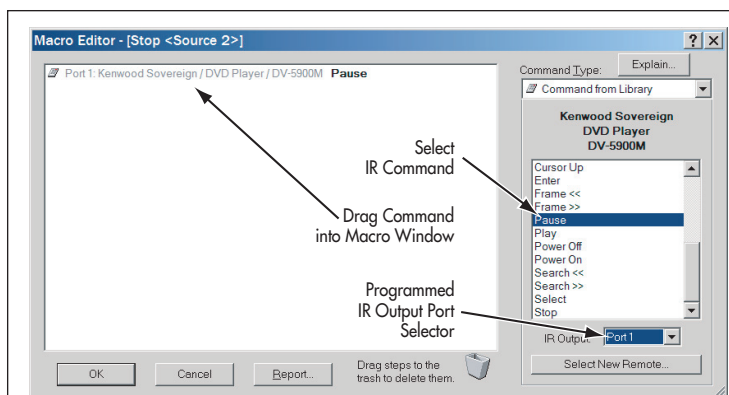 Macro Editor - [Stop <Source 2>]
Port 1: Kenwood Sovereign / DVD Player / DV-5900M Pause
Command Type:
Explain...
Command from Library
Kenwood Sovereign
DVD Player
DV-5900M
Cursor Up
Enter
Frame <<
Frame >>
Pause
Play
Power Off
Power On
Search <<
Search >>
Select
Stop
Select
IR Command
Drag Command
into Macro Window
Programmed
IR Output Port
Selector
IR Output:
Port 1
Select New Remote...
OK
Cancel
Report...
Drag steps to the
trash to delete them.